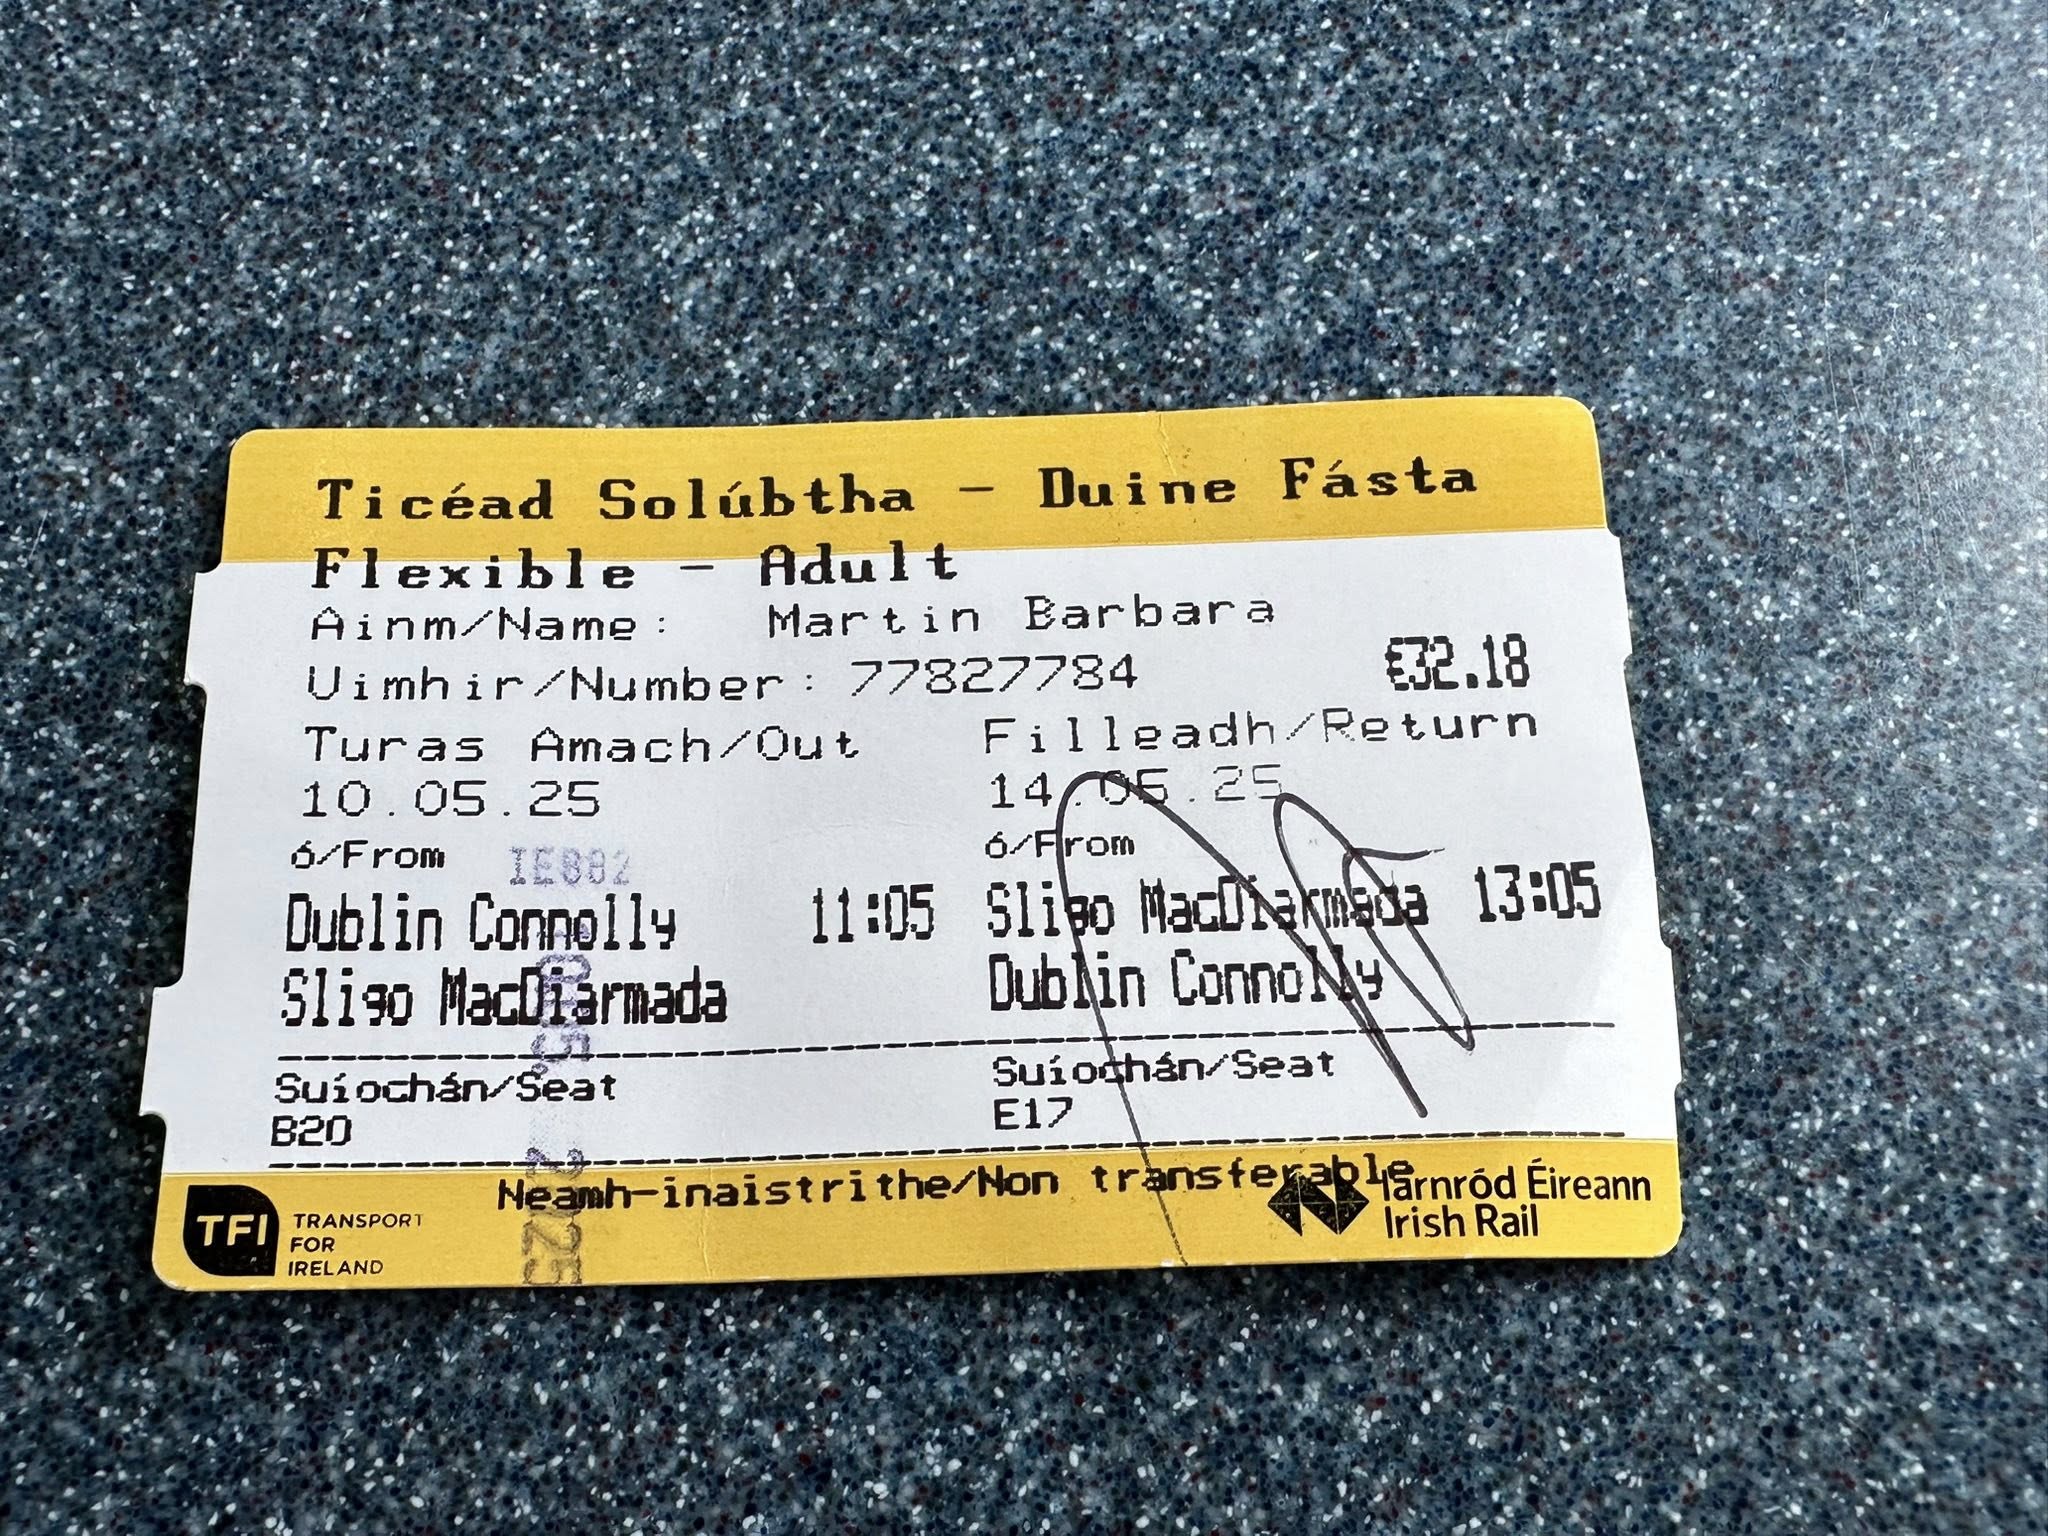 Ticéad Solúbtha - Duine Fásta
Flexible - Adult
Ainm/Name: Martin Barbara
Uimhir/Number: 77827784 €32.18
Turas Amach/Out
10.05.25
ó/From IE882
Dublin Connolly 11:05
Sligo MacDiarmada
Suíochán/Seat
B20
Filleadh/Return
14.05.25
ó/From
Sligo MacDiarmada 13:05
Dublin Connolly
Suíochán/Seat
E17
Neamh-inaistrithe/Non transferable
TFI TRANSPORT
FOR
IRELAND
Iarnród Éireann
Irish Rail